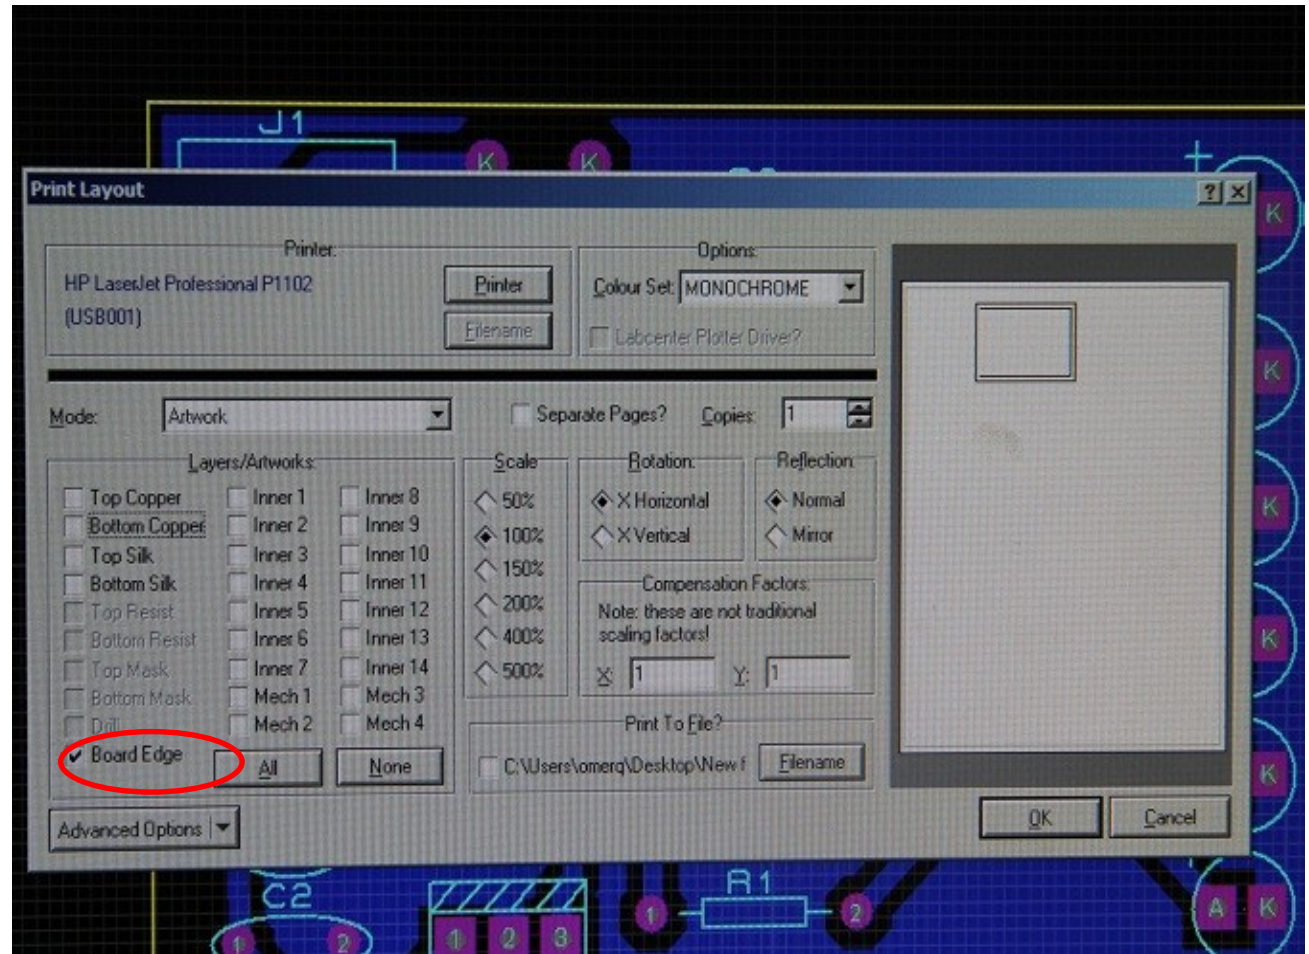 J1
K K
Print Layout
? X
K
Printer:
HP LaserJet Professional P1102
(USB001)
Printer
Filename
Options:
Colour Set: MONOCHROME
Labcenter Plotter Driver?
K
Mode: Artwork
Separate Pages? Copies: 1
Layers/Artworks:
Top Copper Inner 1 Inner 8
Bottom Copper Inner 2 Inner 9
Top Silk Inner 3 Inner 10
Bottom Silk Inner 4 Inner 11
Top Resist Inner 5 Inner 12
Bottom Resist Inner 6 Inner 13
Top Mask Inner 7 Inner 14
Bottom Mask Mech 1 Mech 3
Drill Mech 2 Mech 4
Board Edge All None
Scale
50%
100%
150%
200%
400%
500%
Rotation:
X Horizontal
X Vertical
Reflection
Normal
Mirror
K
Compensation Factors:
Note: these are not traditional
scaling factors!
X: 1 Y: 1
K
Print To File?
C:\Users\omerq\Desktop\New f Filename
K
Advanced Options
OK Cancel
C2
R1
1 2
1 2 3
1 2
A K